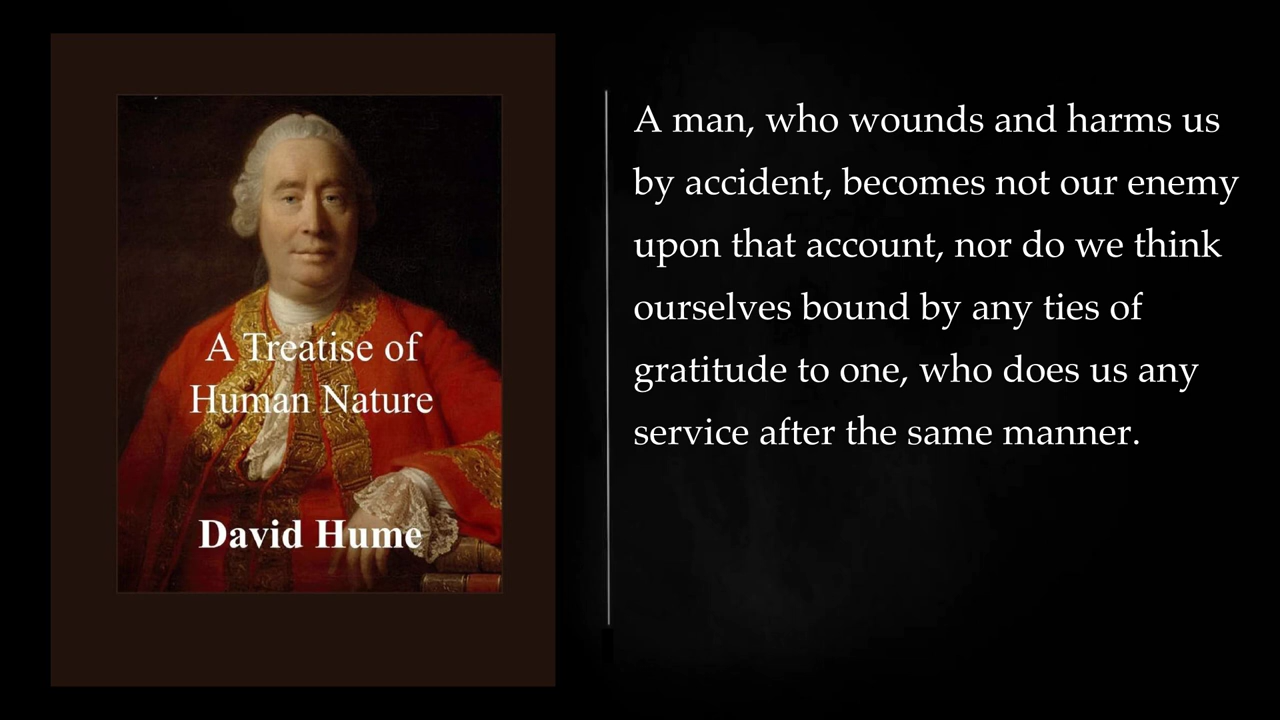 A Treatise of
Human Nature
David Hume
A man, who wounds and harms us
by accident, becomes not our enemy
upon that account, nor do we think
ourselves bound by any ties of
gratitude to one, who does us any
service after the same manner.